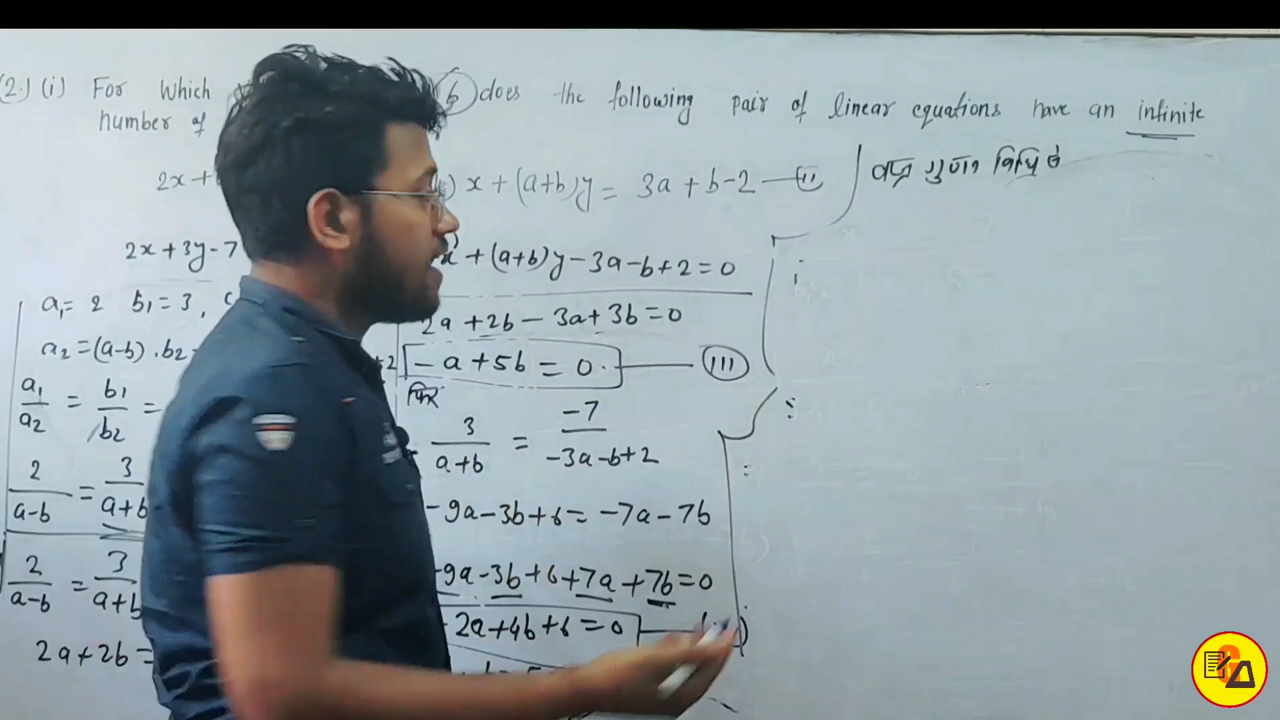 (2.) (i) For Which b does the following pair of linear equations have an infinite
number of
2x + x + (a+b)y = 3a + b - 2 — (ii)
वज्र गुणन विधि से
2x + 3y - 7 x + (a+b)y - 3a - b + 2 = 0
a₁ = 2 b₁ = 3,
2a + 2b - 3a + 3b = 0
a₂ = (a-b) . b₂
- a + 5b = 0. — (III)
फिर
a₁/a₂ = b₁/b₂ =
3/(a+b) = -7/(-3a-b+2)
2/(a-b) = 3/(a+b)
- 9a - 3b + 6 = -7a - 7b
2/(a-b) = 3/(a+b)
-9a - 3b + 6 + 7a + 7b = 0
- 2a + 4b + 6 = 0
2a + 2b =